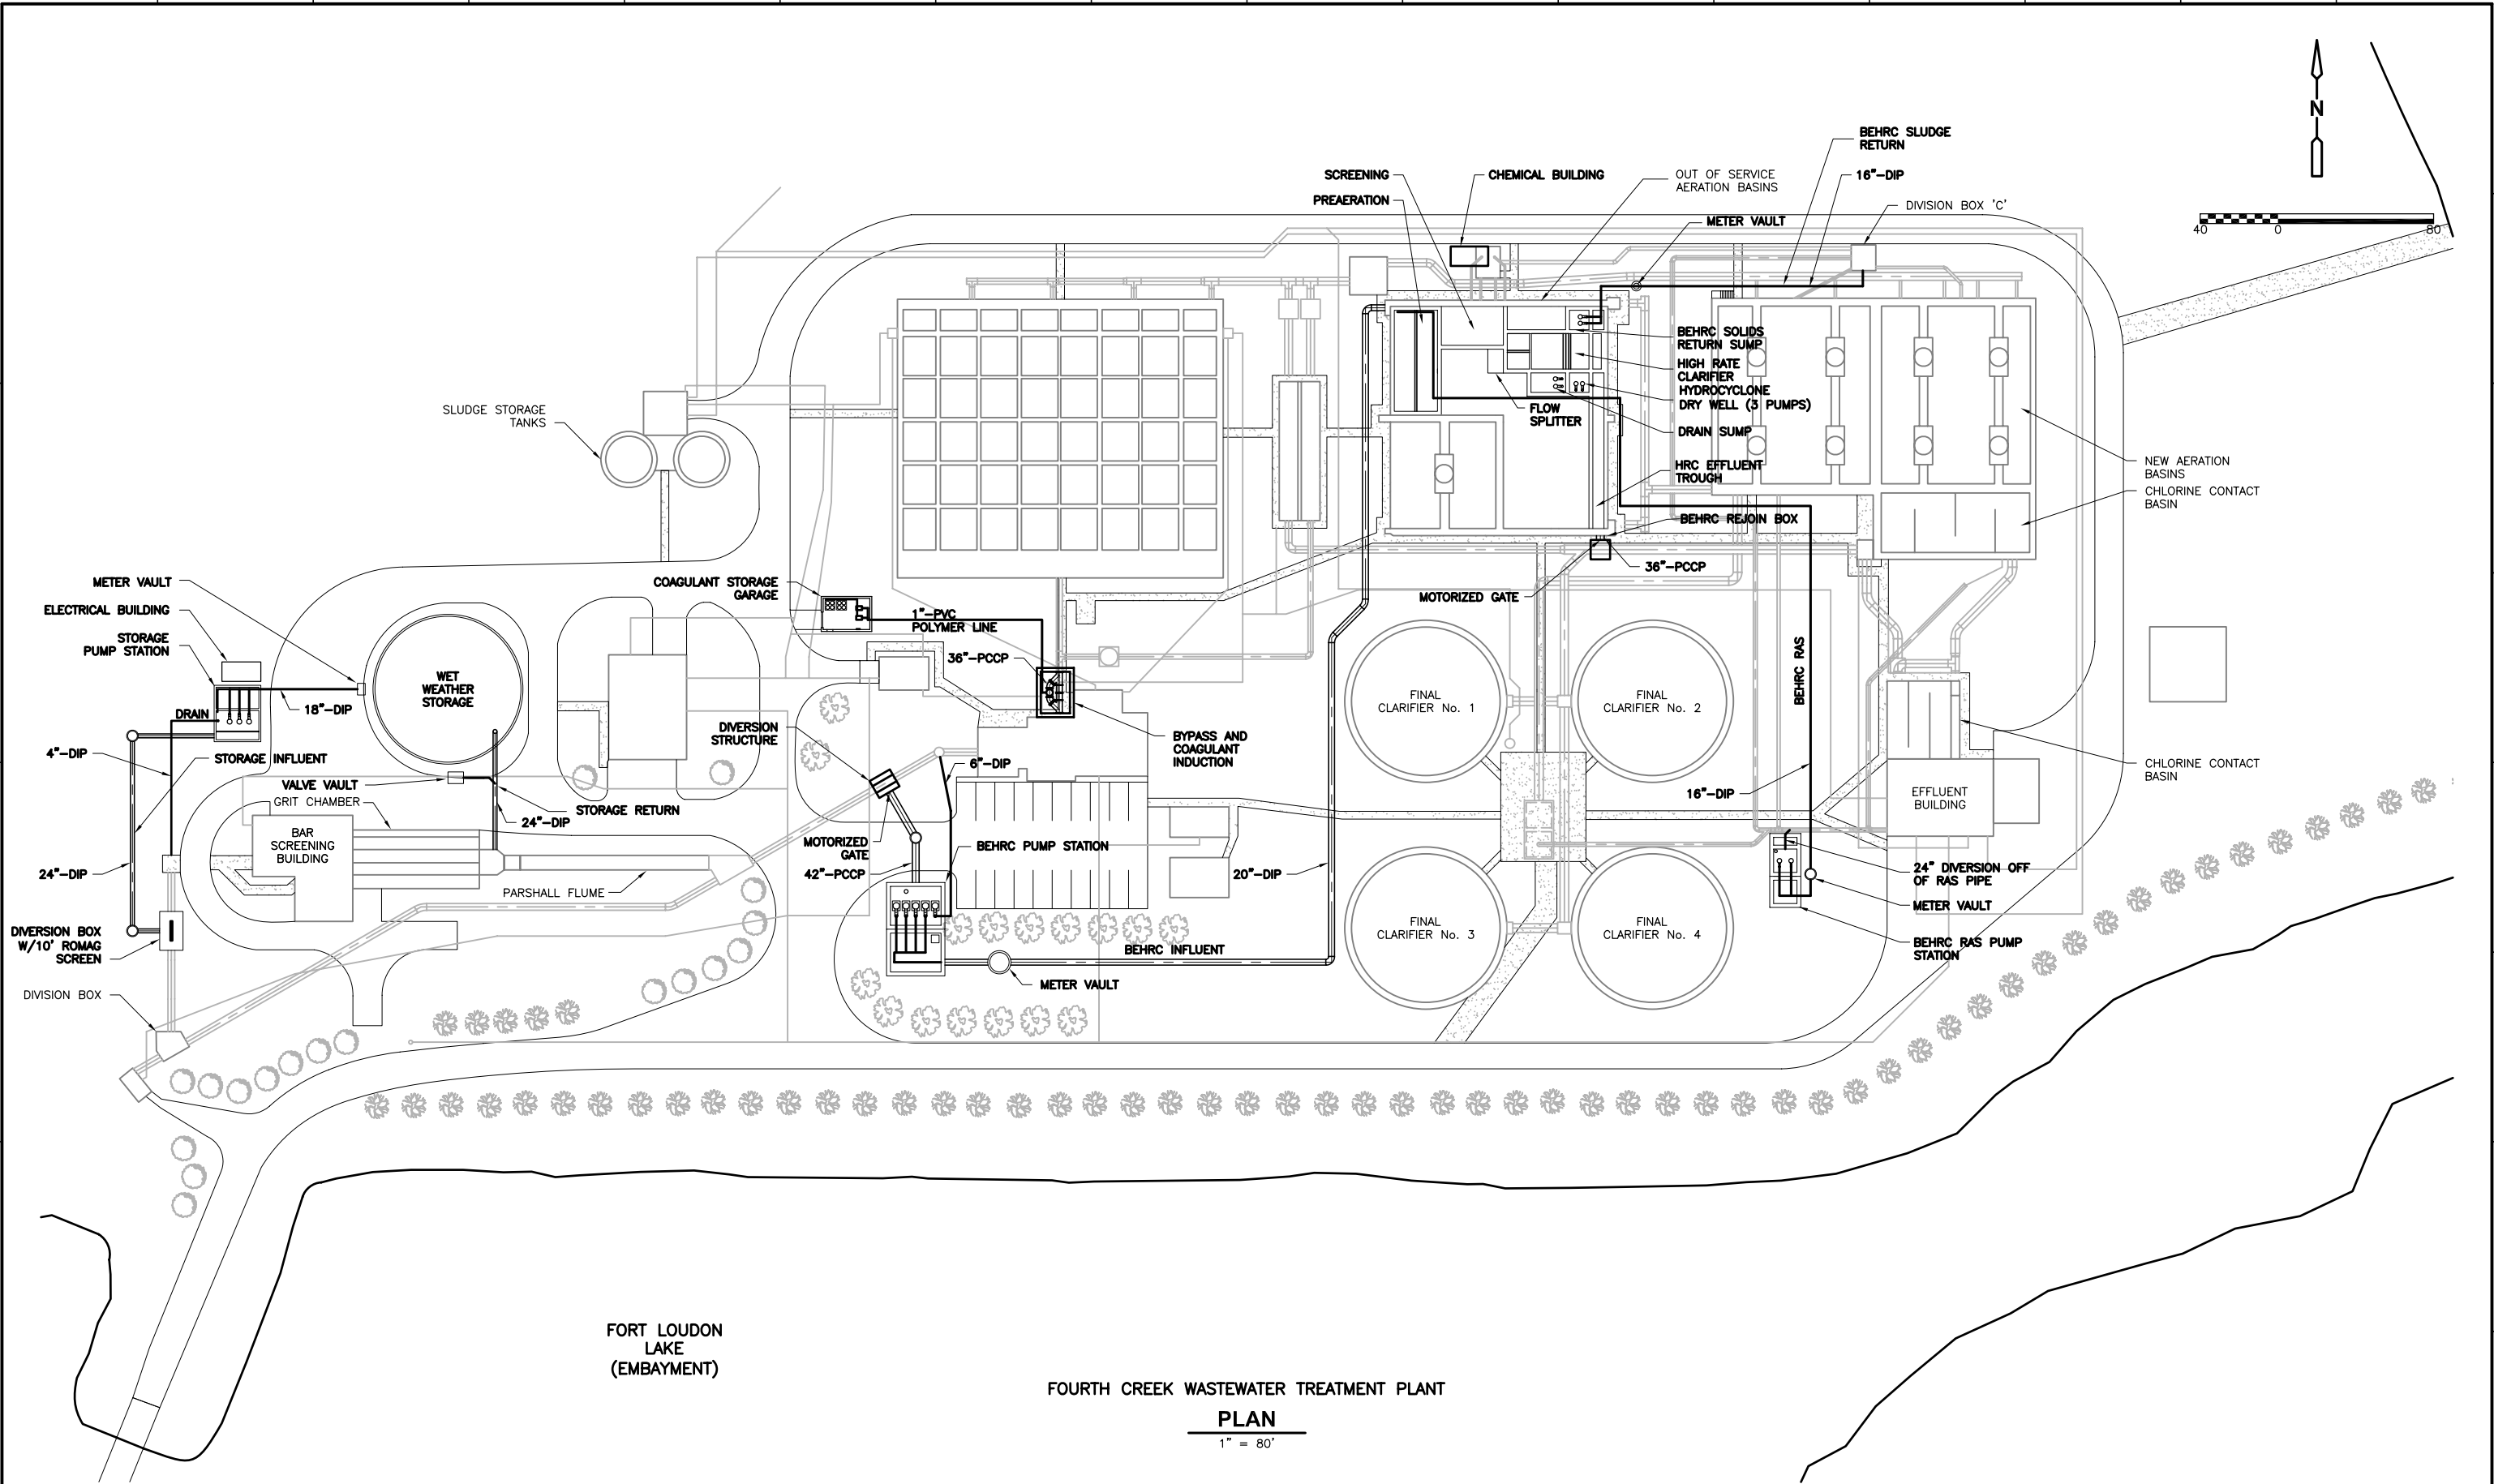 N
40 0 80
BEHRC SLUDGE
RETURN
16"-DIP
DIVISION BOX 'C'
SCREENING
PREAERATION
CHEMICAL BUILDING
OUT OF SERVICE
AERATION BASINS
METER VAULT
BEHRC SOLIDS
RETURN SUMP
HIGH RATE
CLARIFIER
HYDROCYCLONE
DRY WELL (3 PUMPS)
FLOW
SPLITTER
DRAIN SUMP
HRC EFFLUENT
TROUGH
BEHRC REJOIN BOX
36"-PCCP
MOTORIZED GATE
NEW AERATION
BASINS
CHLORINE CONTACT
BASIN
SLUDGE STORAGE
TANKS
METER VAULT
ELECTRICAL BUILDING
STORAGE
PUMP STATION
WET
WEATHER
STORAGE
18"-DIP
DRAIN
4"-DIP
STORAGE INFLUENT
VALVE VAULT
GRIT CHAMBER
STORAGE RETURN
24"-DIP
BAR
SCREENING
BUILDING
24"-DIP
PARSHALL FLUME
DIVERSION BOX
W/10' ROMAG
SCREEN
DIVISION BOX
COAGULANT STORAGE
GARAGE
1"-PVC
POLYMER LINE
36"-PCCP
DIVERSION
STRUCTURE
BYPASS AND
COAGULANT
INDUCTION
6"-DIP
MOTORIZED
GATE
42"-PCCP
BEHRC PUMP STATION
BEHRC INFLUENT
METER VAULT
20"-DIP
FINAL
CLARIFIER No. 1
FINAL
CLARIFIER No. 2
FINAL
CLARIFIER No. 3
FINAL
CLARIFIER No. 4
BEHRC RAS
16"-DIP
EFFLUENT
BUILDING
CHLORINE CONTACT
BASIN
24" DIVERSION OFF
OF RAS PIPE
METER VAULT
BEHRC RAS PUMP
STATION
FORT LOUDON
LAKE
(EMBAYMENT)
FOURTH CREEK WASTEWATER TREATMENT PLANT
PLAN
1" = 80'